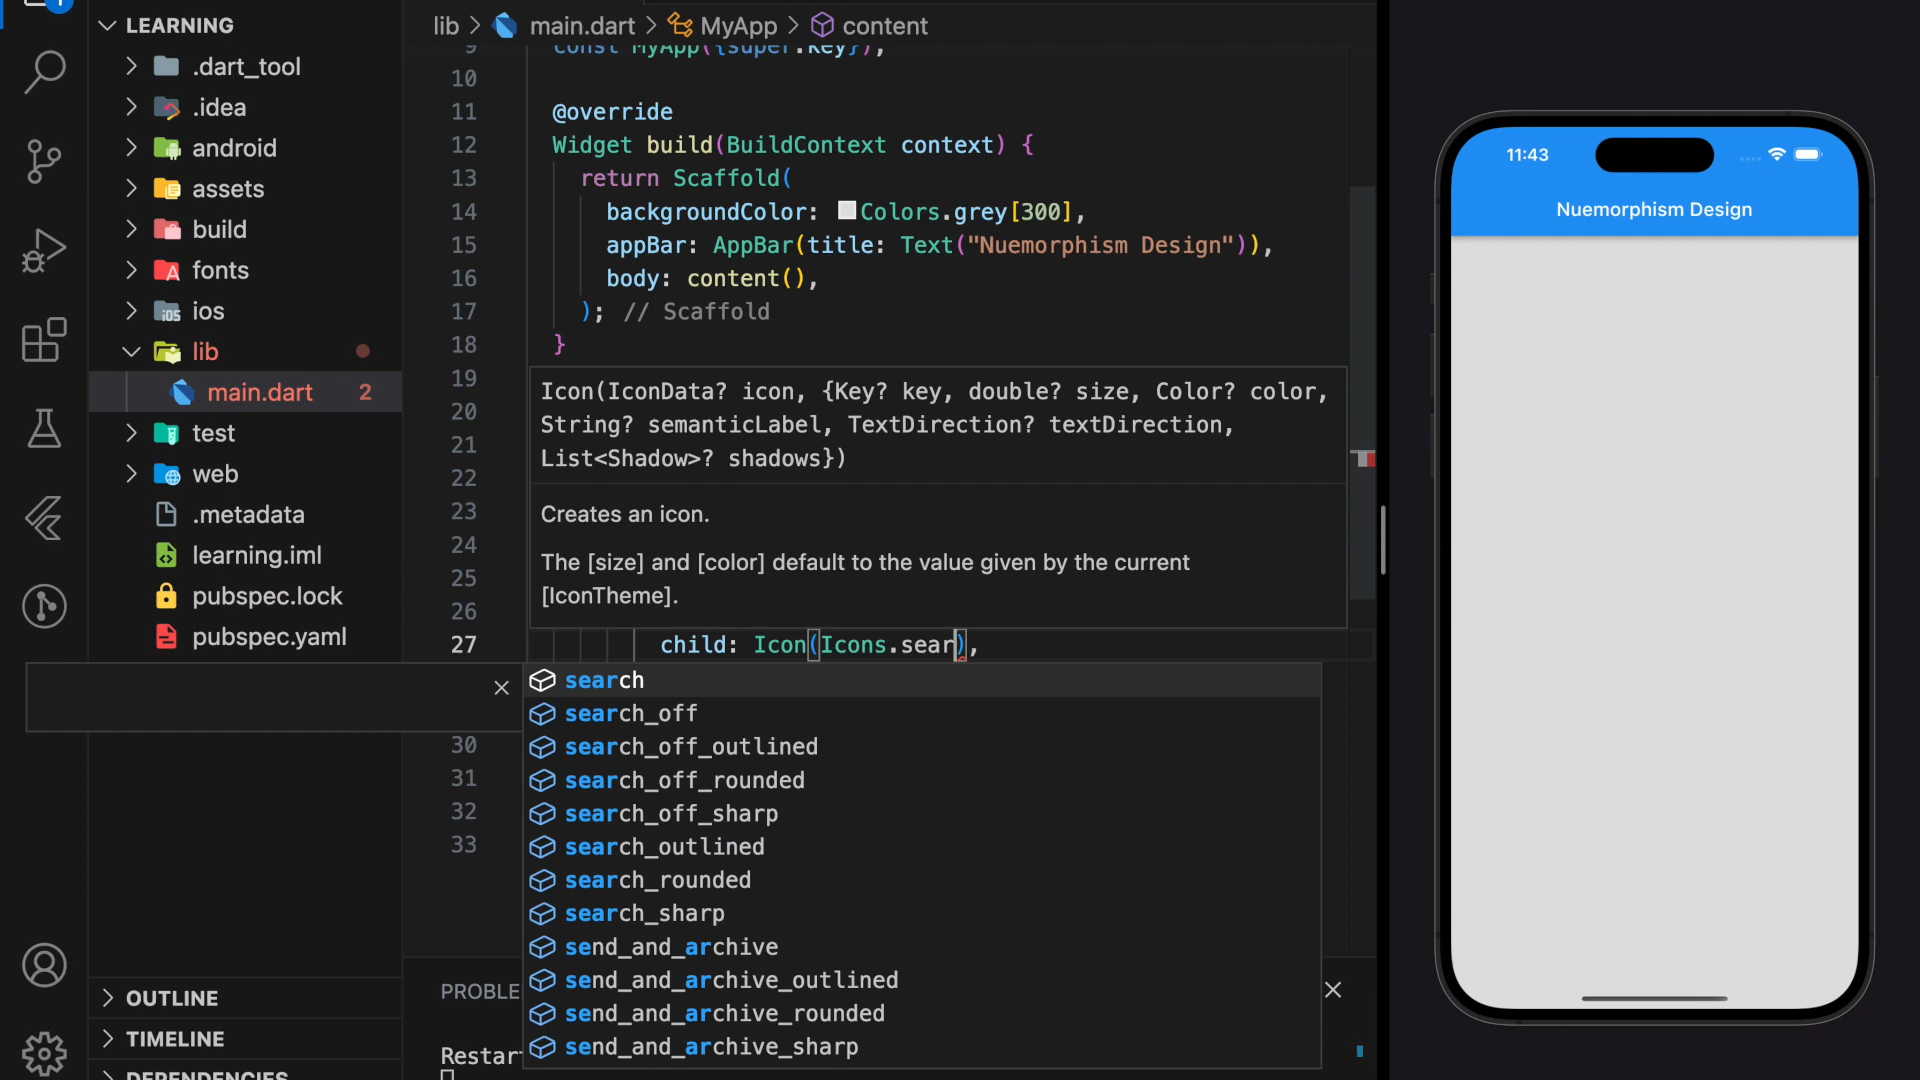 LEARNING
.dart_tool
.idea
android
assets
build
fonts
ios
lib
main.dart 2
test
web
.metadata
learning.iml
pubspec.lock
pubspec.yaml
OUTLINE
TIMELINE
DEPENDENCIES
lib > main.dart > MyApp > content
9 const MyApp({super.key});
10
11 @override
12 Widget build(BuildContext context) {
13 return Scaffold(
14 backgroundColor: Colors.grey[300],
15 appBar: AppBar(title: Text("Nuemorphism Design")),
16 body: content(),
17 ); // Scaffold
18 }
19
20
21
22
23
24
25
26
Icon(IconData? icon, {Key? key, double? size, Color? color,
String? semanticLabel, TextDirection? textDirection,
List<Shadow>? shadows})
Creates an icon.
The [size] and [color] default to the value given by the current
[IconTheme].
27 child: Icon(Icons.sear),
search
search_off
search_off_outlined
search_off_rounded
search_off_sharp
search_outlined
search_rounded
search_sharp
send_and_archive
send_and_archive_outlined
send_and_archive_rounded
send_and_archive_sharp
30
31
32
33
PROBLE
Restar
11:43
Nuemorphism Design